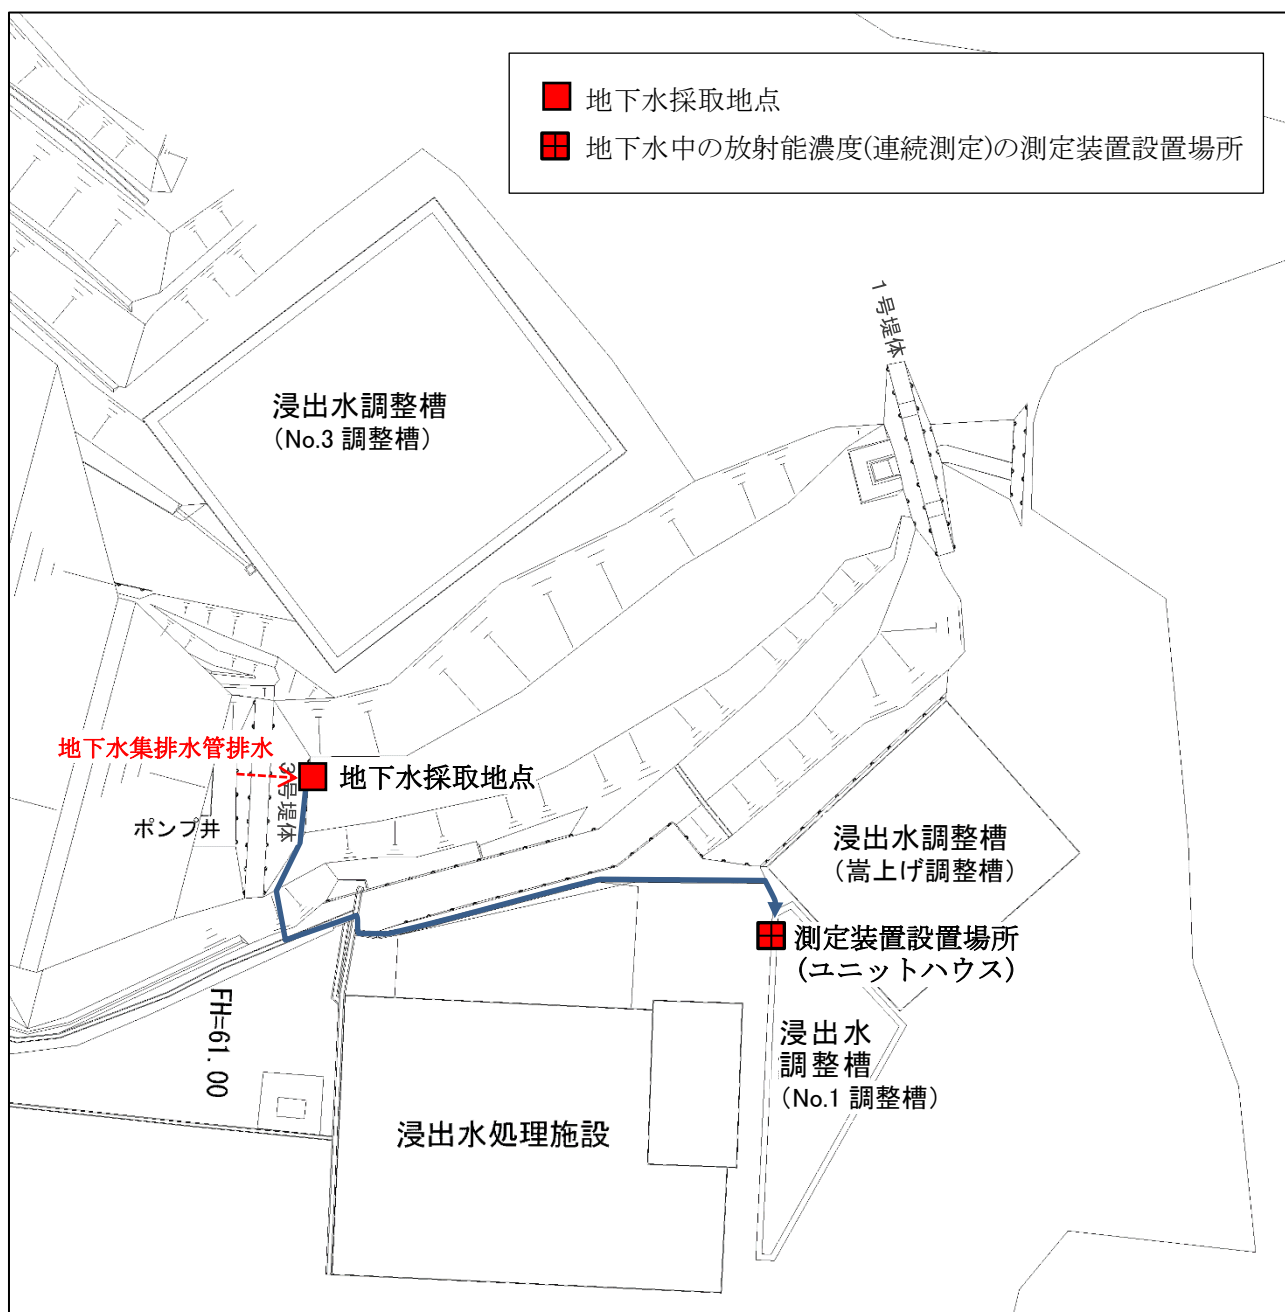 地下水採取地点
地下水中の放射能濃度(連続測定)の測定装置設置場所
1号堤体
浸出水調整槽
（No.3 調整槽）
地下水集排水管排水
地下水採取地点
3号堤体
ポンプ井
浸出水調整槽
（嵩上げ調整槽）
測定装置設置場所
(ユニットハウス)
FH=61.00
浸出水
調整槽
（No.1 調整槽）
浸出水処理施設